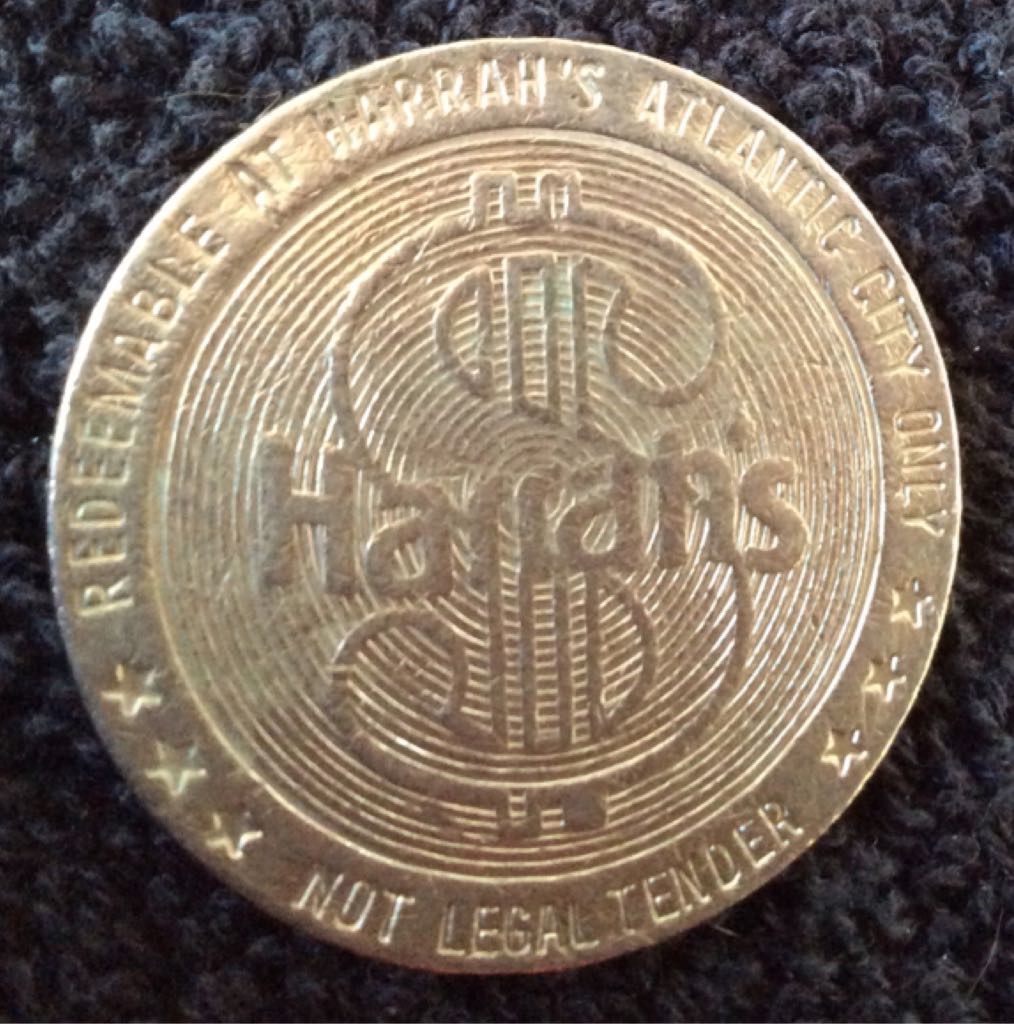 REDEEMABLE AT HARRAH'S ATLANTIC CITY ONLY
Harrah's
NOT LEGAL TENDER